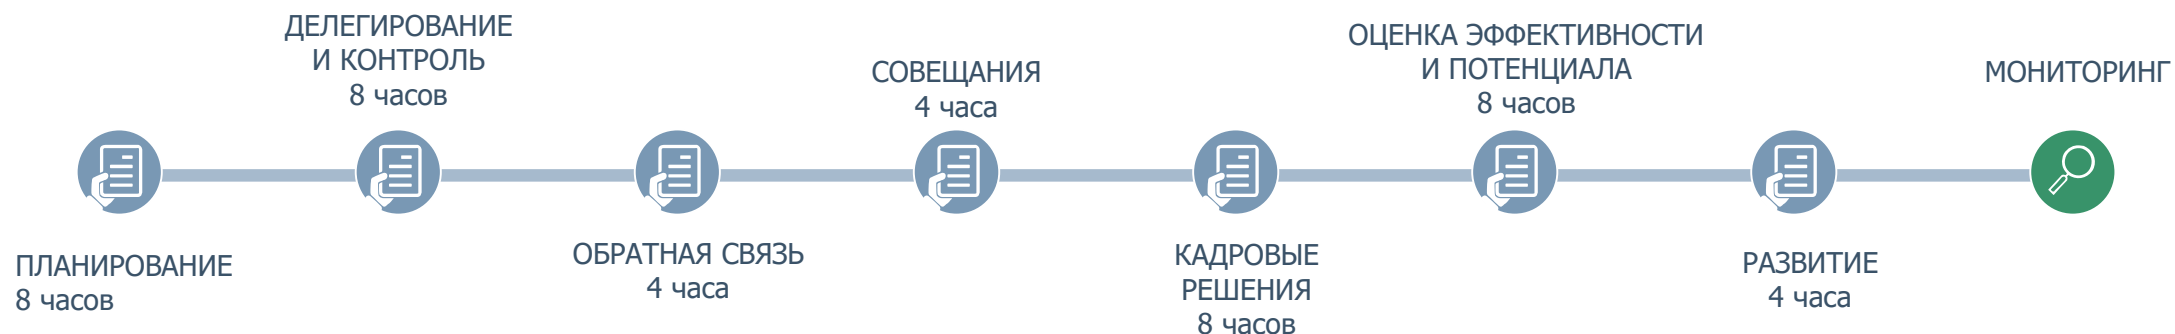 ПЛАНИРОВАНИЕ
8 часов
ДЕЛЕГИРОВАНИЕ
И КОНТРОЛЬ
8 часов
ОБРАТНАЯ СВЯЗЬ
4 часа
СОВЕЩАНИЯ
4 часа
КАДРОВЫЕ
РЕШЕНИЯ
8 часов
ОЦЕНКА ЭФФЕКТИВНОСТИ
И ПОТЕНЦИАЛА
8 часов
РАЗВИТИЕ
4 часа
МОНИТОРИНГ